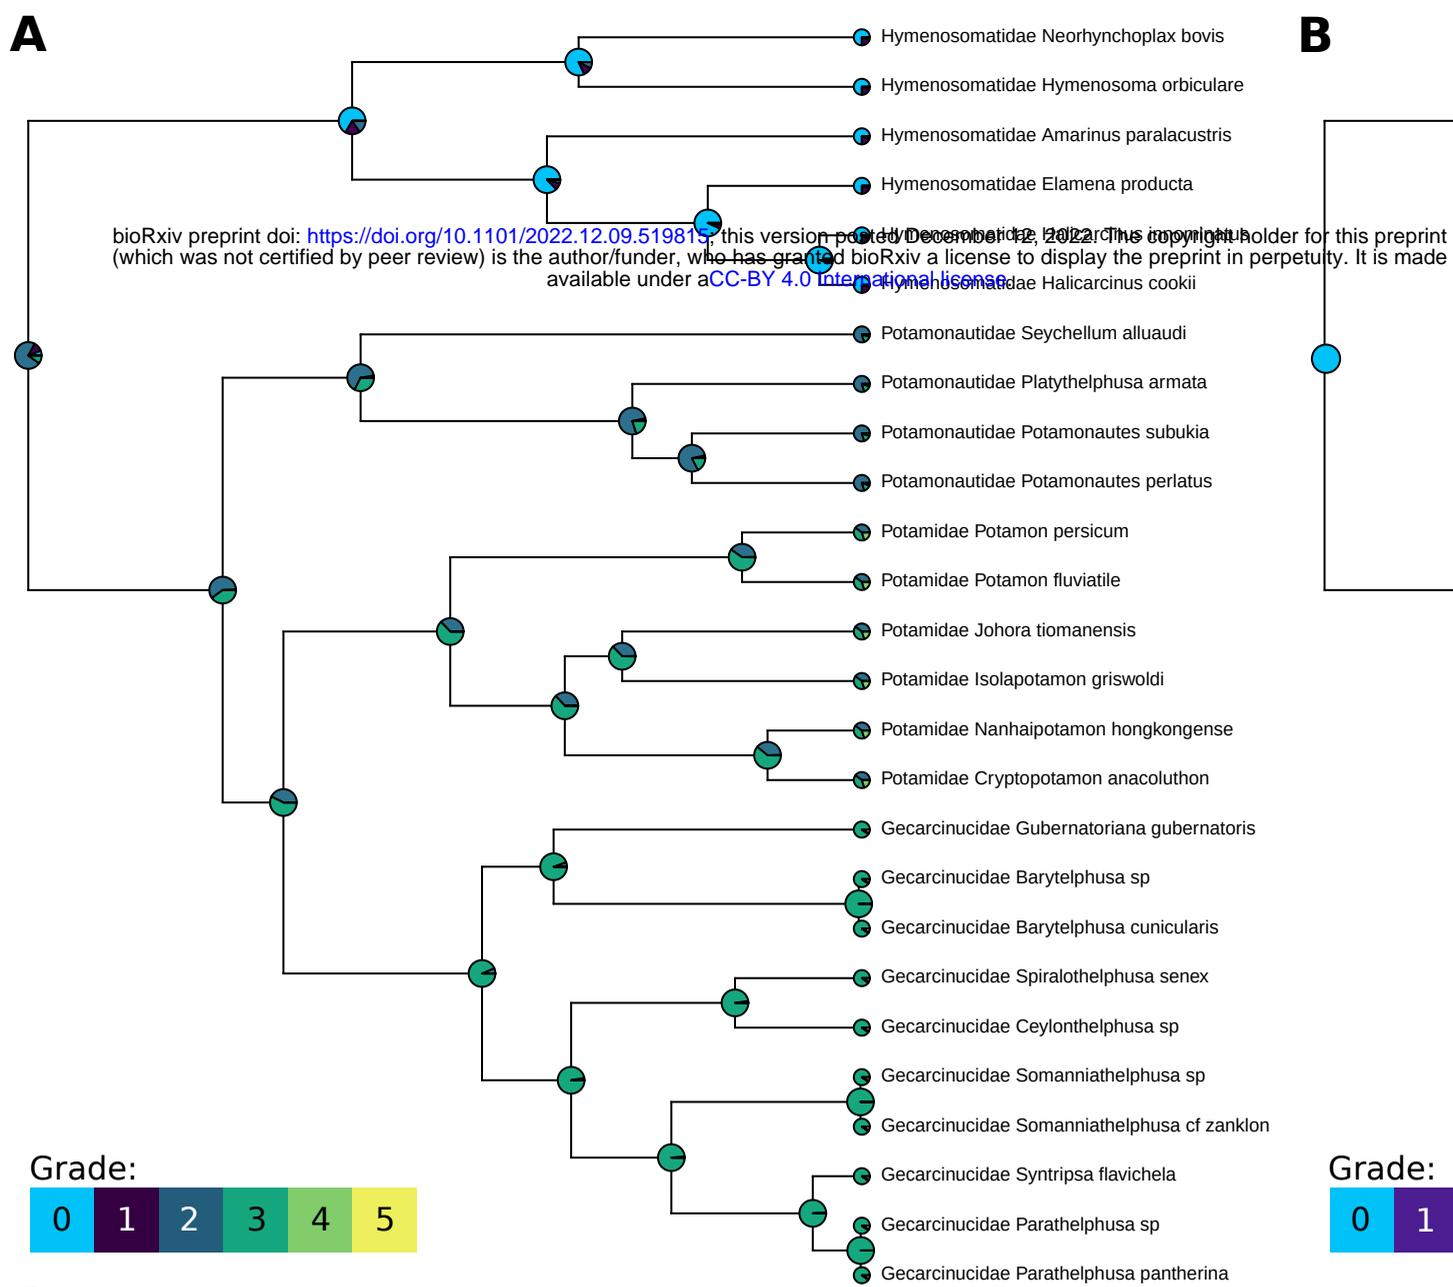 A
B
Hymenosomatidae Neorhynchoplax bovis
Hymenosomatidae Hymenosoma orbiculare
Hymenosomatidae Amarinus paralacustris
Hymenosomatidae Elamena producta
Hymenosomatidae Halicarcinus innominatus
bioRxiv preprint doi: https://doi.org/10.1101/2022.12.09.519815; this version posted December 12, 2022. The copyright holder for this preprint
(which was not certified by peer review) is the author/funder, who has granted bioRxiv a license to display the preprint in perpetuity. It is made
available under aCC-BY 4.0 International license.
Hymenosomatidae Halicarcinus cookii
Potamonautidae Seychellum alluaudi
Potamonautidae Platythelphusa armata
Potamonautidae Potamonautes subukia
Potamonautidae Potamonautes perlatus
Potamidae Potamon persicum
Potamidae Potamon fluviatile
Potamidae Johora tiomanensis
Potamidae Isolapotamon griswoldi
Potamidae Nanhaipotamon hongkongense
Potamidae Cryptopotamon anacoluthon
Gecarcinucidae Gubernatoriana gubernatoris
Gecarcinucidae Barytelphusa sp
Gecarcinucidae Barytelphusa cunicularis
Gecarcinucidae Spiralothelphusa senex
Gecarcinucidae Ceylonthelphusa sp
Gecarcinucidae Somanniathelphusa sp
Gecarcinucidae Somanniathelphusa cf zanklon
Gecarcinucidae Syntripsa flavichela
Gecarcinucidae Parathelphusa sp
Gecarcinucidae Parathelphusa pantherina
Grade:
0 1 2 3 4 5
Grade:
0 1